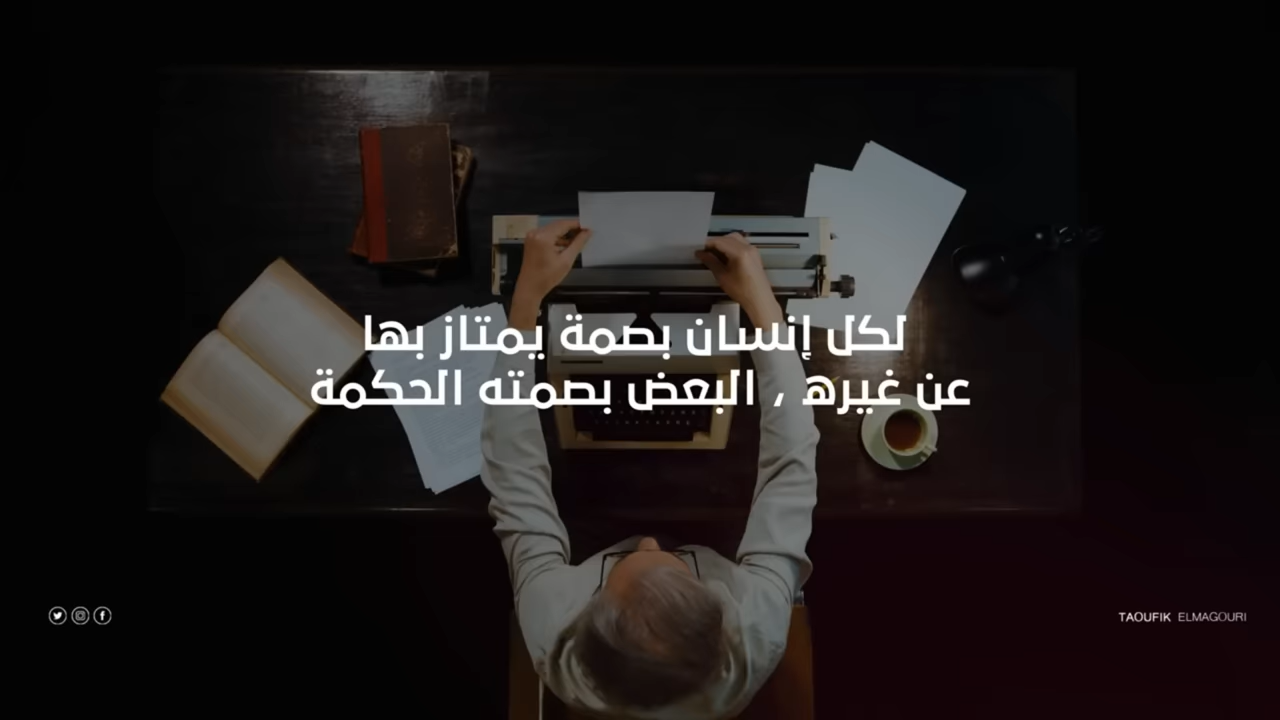 لكل إنسان بصمة يمتاز بها
عن غيره , البعض بصمته الحكمة
TAOUFIK ELMAGOURI